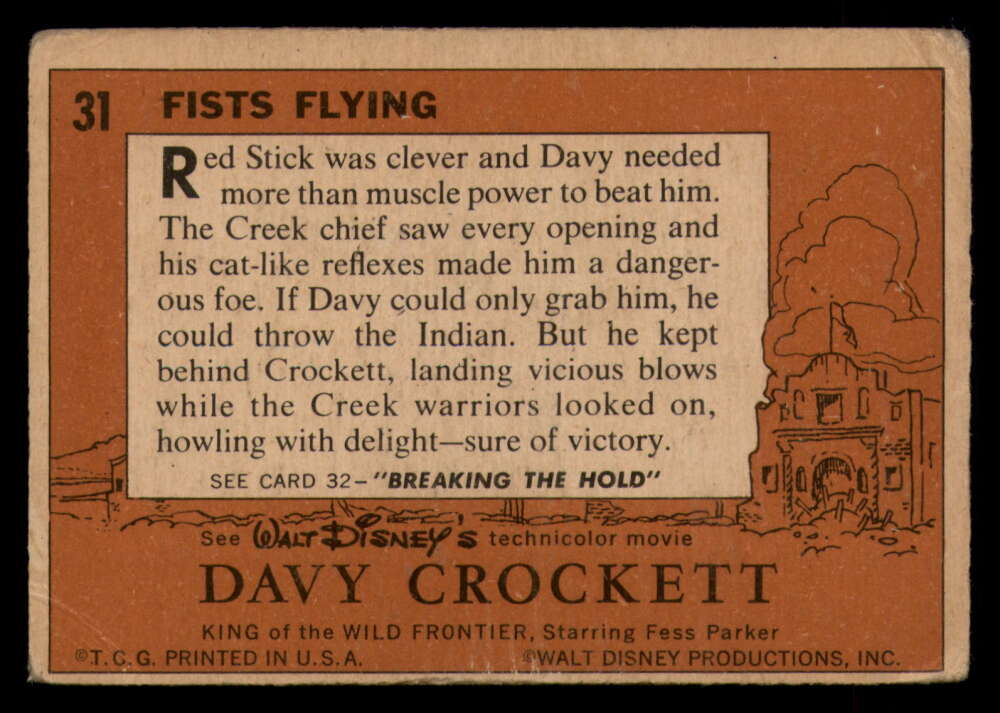 31 FISTS FLYING
Red Stick was clever and Davy needed
more than muscle power to beat him.
The Creek chief saw every opening and
his cat-like reflexes made him a danger-
ous foe. If Davy could only grab him, he
could throw the Indian. But he kept
behind Crockett, landing vicious blows
while the Creek warriors looked on,
howling with delight—sure of victory.
SEE CARD 32—"BREAKING THE HOLD"
See WALT DISNEY'S technicolor movie
DAVY CROCKETT
KING of the WILD FRONTIER, Starring Fess Parker
©T.C.G. PRINTED IN U.S.A. ©WALT DISNEY PRODUCTIONS, INC.